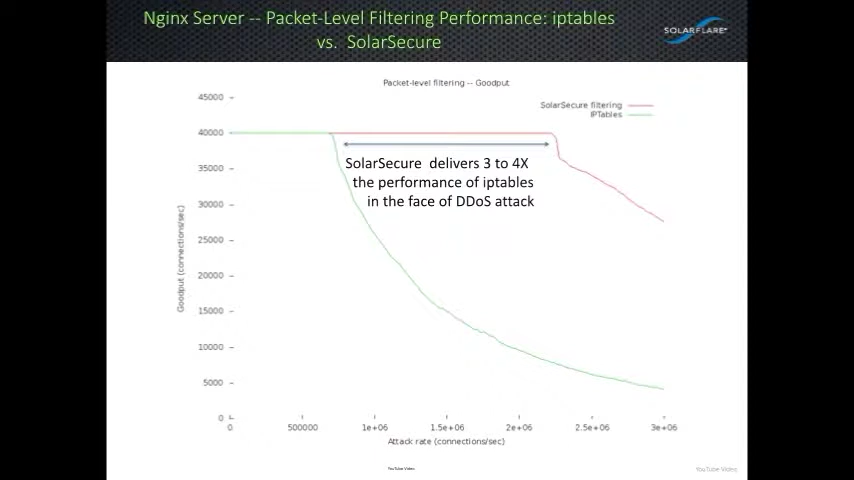 Nginx Server -- Packet-Level Filtering Performance: iptables
vs. SolarSecure
SOLARFLARE
Packet-level filtering -- Goodput
45000
40000
35000
30000
25000
20000
15000
10000
5000
0
Goodput (connections/sec)
SolarSecure filtering
IPTables
SolarSecure delivers 3 to 4X
the performance of iptables
in the face of DDoS attack
0 500000 1e+06 1.5e+06 2e+06 2.5e+06 3e+06
Attack rate (connections/sec)
YouTube Video
YouTube Video